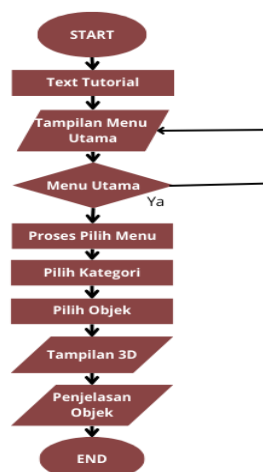 START
Text Tutorial
Tampilan Menu
Utama
Menu Utama
Ya
Proses Pilih Menu
Pilih Kategori
Pilih Objek
Tampilan 3D
Penjelasan
Objek
END